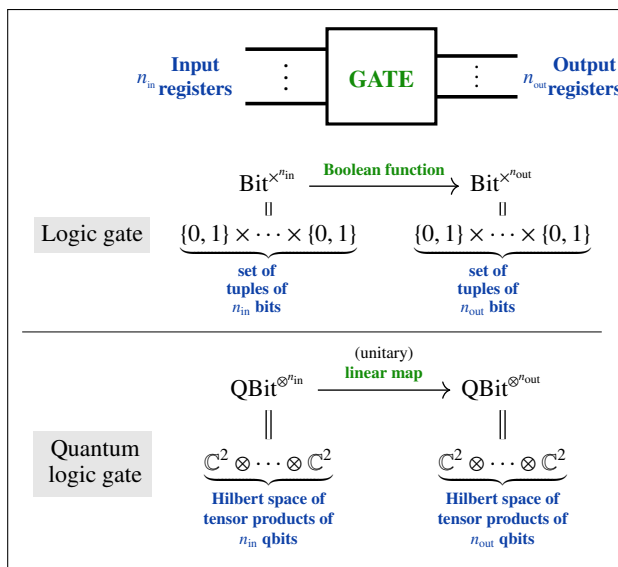 Input Output
n_in registers GATE n_out registers
⋮ ⋮
Boolean function
Bit^{×^{n_in}} ⟶ Bit^{×^{n_out}}
Logic gate
{0, 1} × ⋯ × {0, 1} {0, 1} × ⋯ × {0, 1}
set of set of
tuples of tuples of
n_in bits n_out bits
(unitary)
linear map
QBit^{⊗^{n_in}} ⟶ QBit^{⊗^{n_out}}
Quantum
logic gate
ℂ² ⊗ ⋯ ⊗ ℂ² ℂ² ⊗ ⋯ ⊗ ℂ²
Hilbert space of Hilbert space of
tensor products of tensor products of
n_in qbits n_out qbits